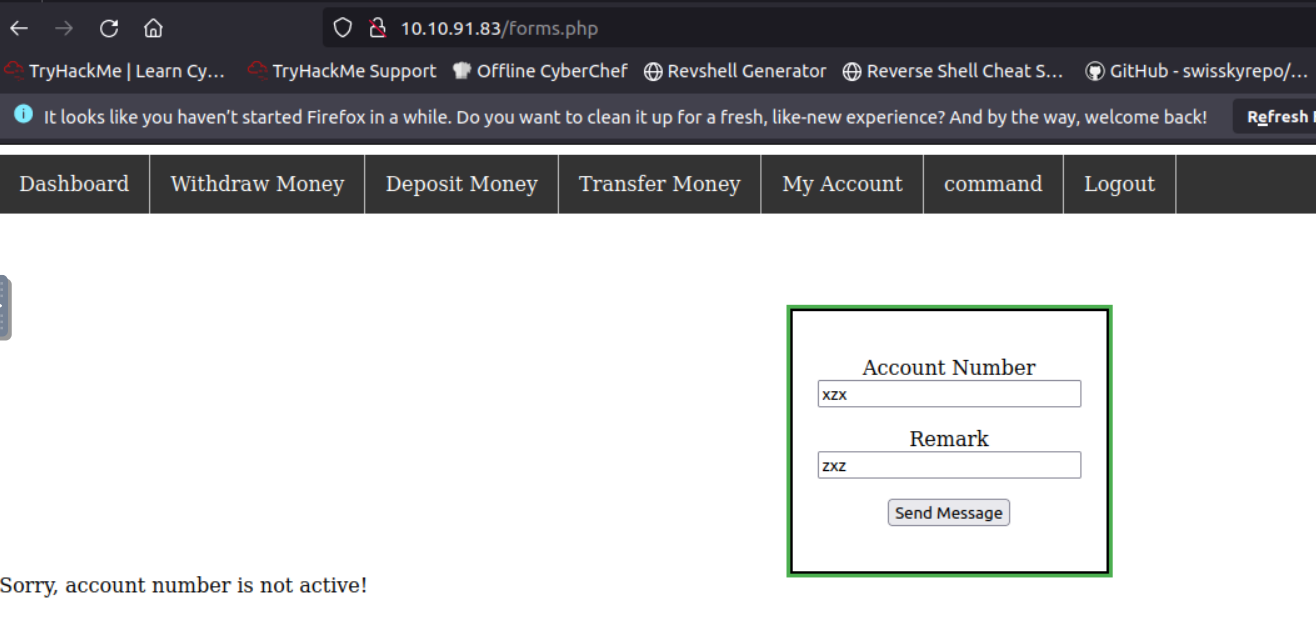 10.10.91.83/forms.php
TryHackMe | Learn Cy... TryHackMe Support Offline CyberChef Revshell Generator Reverse Shell Cheat S... GitHub - swisskyrepo/...
It looks like you haven’t started Firefox in a while. Do you want to clean it up for a fresh, like-new experience? And by the way, welcome back! Refresh
Dashboard Withdraw Money Deposit Money Transfer Money My Account command Logout
Account Number
xzx
Remark
zxz
Send Message
Sorry, account number is not active!